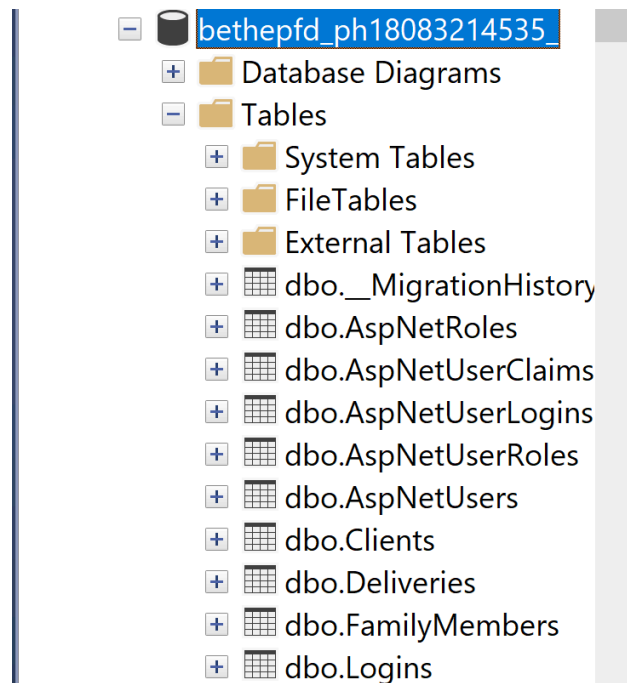 bethepfd_ph18083214535_
Database Diagrams
Tables
System Tables
FileTables
External Tables
dbo.__MigrationHistory
dbo.AspNetRoles
dbo.AspNetUserClaims
dbo.AspNetUserLogins
dbo.AspNetUserRoles
dbo.AspNetUsers
dbo.Clients
dbo.Deliveries
dbo.FamilyMembers
dbo.Logins